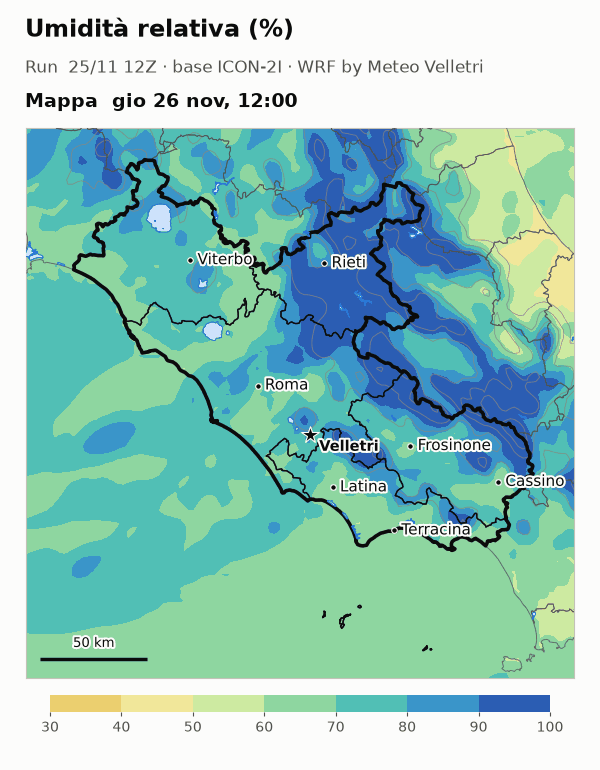 Umidità relativa (%)
Run  25/11 12Z · base ICON-2I · WRF by Meteo Velletri
Mappa  gio 26 nov, 12:00
Viterbo
Rieti
Roma
Velletri
Frosinone
Cassino
Latina
Terracina
50 km
30 40 50 60 70 80 90 100